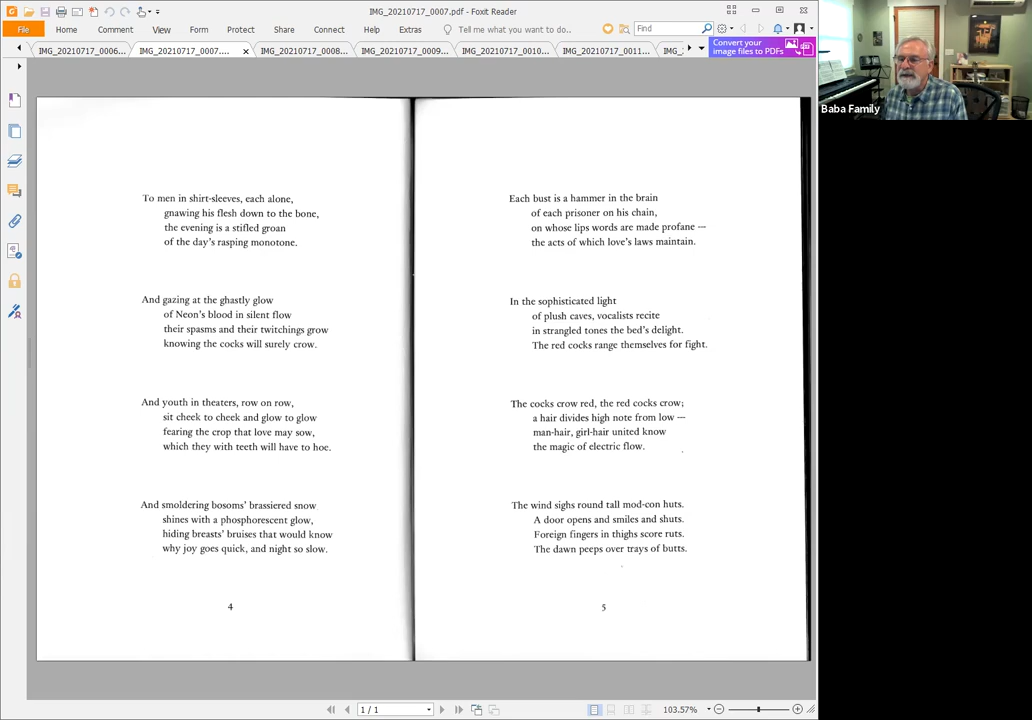 IMG_20210717_0007.pdf - Foxit Reader
File
Home
Comment
View
Form
Protect
Share
Connect
Help
Extras
Tell me what you want to do...
Find
IMG_20210717_0006...
IMG_20210717_0007....
IMG_20210717_0008...
IMG_20210717_0009...
IMG_20210717_0010...
IMG_20210717_0011...
IMG_2
Convert your
image files to PDFs
Baba Family
To men in shirt-sleeves, each alone,
gnawing his flesh down to the bone,
the evening is a stifled groan
of the day's rasping monotone.
And gazing at the ghastly glow
of Neon's blood in silent flow
their spasms and their twitchings grow
knowing the cocks will surely crow.
And youth in theaters, row on row,
sit cheek to cheek and glow to glow
fearing the crop that love may sow,
which they with teeth will have to hoe.
And smoldering bosoms' brassiered snow
shines with a phosphorescent glow,
hiding breasts' bruises that would know
why joy goes quick, and night so slow.
4
Each bust is a hammer in the brain
of each prisoner on his chain,
on whose lips words are made profane —
the acts of which love's laws maintain.
In the sophisticated light
of plush caves, vocalists recite
in strangled tones the bed's delight.
The red cocks range themselves for fight.
The cocks crow red, the red cocks crow;
a hair divides high note from low —
man-hair, girl-hair united know
the magic of electric flow.
The wind sighs round tall mod-con huts.
A door opens and smiles and shuts.
Foreign fingers in thighs score ruts.
The dawn peeps over trays of butts.
5
1 / 1
103.57%